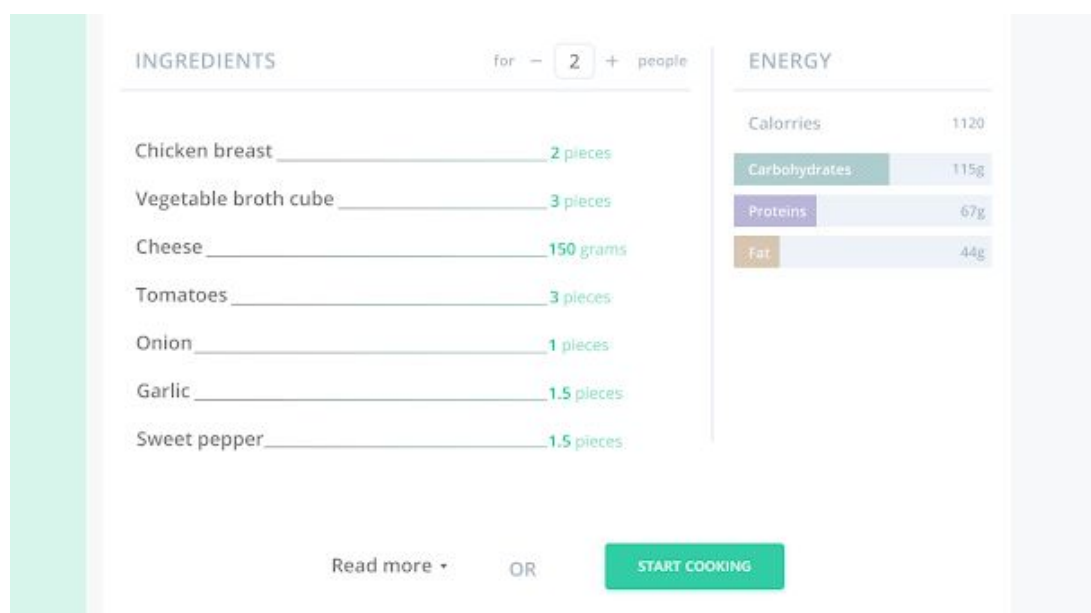 INGREDIENTS
for − 2 + people
Chicken breast 2 pieces
Vegetable broth cube 3 pieces
Cheese 150 grams
Tomatoes 3 pieces
Onion 1 pieces
Garlic 1.5 pieces
Sweet pepper 1.5 pieces
ENERGY
Calorries 1120
Carbohydrates 115g
Proteins 67g
Fat 44g
Read more OR START COOKING